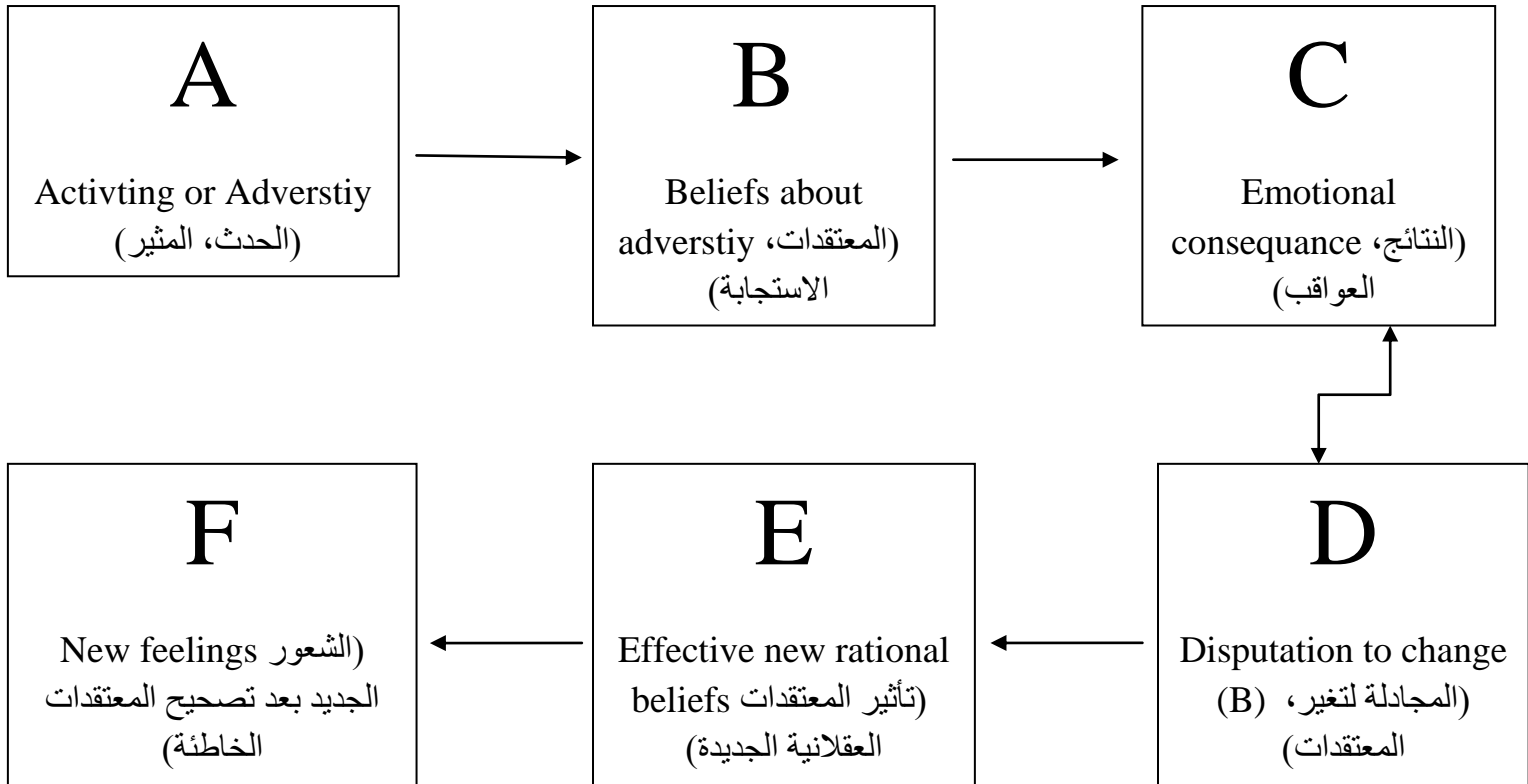 A
Activting or Adverstiy
(الحدث، المثير)
B
Beliefs about
adverstiy (المعتقدات،
الاستجابة)
C
Emotional
consequance (النتائج،
العواقب)
F
New feelings (الشعور
الجديد بعد تصحيح المعتقدات
الخاطئة)
E
Effective new rational
beliefs (تأثير المعتقدات
العقلانية الجديدة)
D
Disputation to change
(B) (المجادلة لتغير،
المعتقدات)